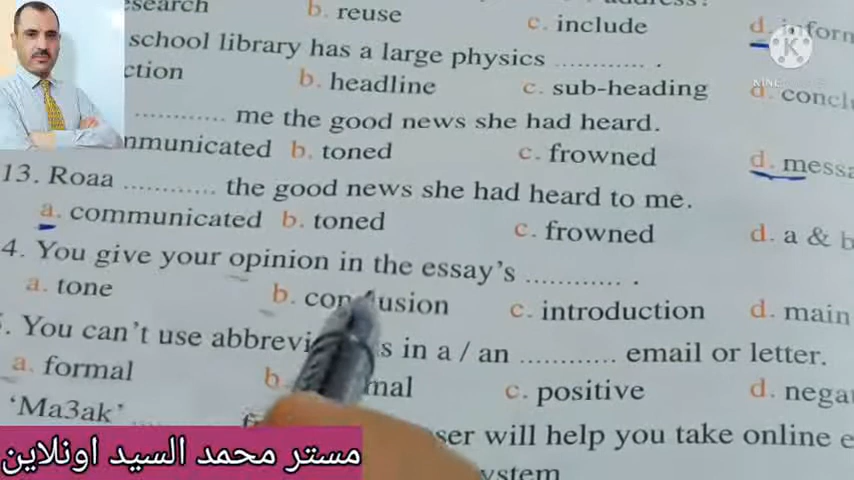 esearch b. reuse c. include d. inform
school library has a large physics ............. .
ction b. headline c. sub-heading d. conclu
............. me the good news she had heard.
mmunicated b. toned c. frowned d. messa
13. Roaa ............. the good news she had heard to me.
a. communicated b. toned c. frowned d. a & b
4. You give your opinion in the essay's ............. .
a. tone b. conclusion c. introduction d. main
. You can't use abbrevi s in a / an ............. email or letter.
a. formal b. mal c. positive d. nega
'Ma3ak' ser will help you take online e
ystem
مستر محمد السيد اونلاين
K